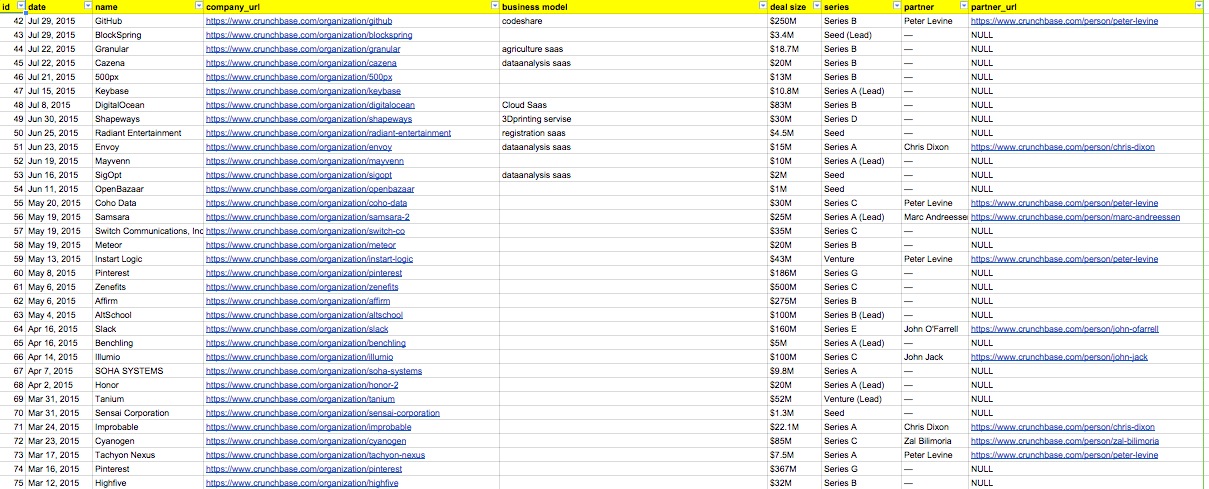 id date name company_url business model deal size series partner partner_url
42 Jul 29, 2015 GitHub https://www.crunchbase.com/organization/github codeshare $250M Series B Peter Levine https://www.crunchbase.com/person/peter-levine
43 Jul 29, 2015 BlockSpring https://www.crunchbase.com/organization/blockspring $3.4M Seed (Lead) — NULL
44 Jul 22, 2015 Granular https://www.crunchbase.com/organization/granular agriculture saas $18.7M Series B — NULL
45 Jul 22, 2015 Cazena https://www.crunchbase.com/organization/cazena dataanalysis saas $20M Series B — NULL
46 Jul 21, 2015 500px https://www.crunchbase.com/organization/500px $13M Series B — NULL
47 Jul 15, 2015 Keybase https://www.crunchbase.com/organization/keybase $10.8M Series A (Lead) — NULL
48 Jul 8, 2015 DigitalOcean https://www.crunchbase.com/organization/digitalocean Cloud Saas $83M Series B — NULL
49 Jun 30, 2015 Shapeways https://www.crunchbase.com/organization/shapeways 3Dprinting servise $30M Series D — NULL
50 Jun 25, 2015 Radiant Entertainment https://www.crunchbase.com/organization/radiant-entertainment registration saas $4.5M Seed — NULL
51 Jun 23, 2015 Envoy https://www.crunchbase.com/organization/envoy dataanalysis saas $15M Series A Chris Dixon https://www.crunchbase.com/person/chris-dixon
52 Jun 19, 2015 Mayvenn https://www.crunchbase.com/organization/mayvenn $10M Series A (Lead) — NULL
53 Jun 16, 2015 SigOpt https://www.crunchbase.com/organization/sigopt dataanalysis saas $2M Seed — NULL
54 Jun 11, 2015 OpenBazaar https://www.crunchbase.com/organization/openbazaar $1M Seed — NULL
55 May 20, 2015 Coho Data https://www.crunchbase.com/organization/coho-data $30M Series C Peter Levine https://www.crunchbase.com/person/peter-levine
56 May 19, 2015 Samsara https://www.crunchbase.com/organization/samsara-2 $25M Series A (Lead) Marc Andreessen https://www.crunchbase.com/person/marc-andreessen
57 May 19, 2015 Switch Communications, Inc https://www.crunchbase.com/organization/switch-co $35M Series C — NULL
58 May 19, 2015 Meteor https://www.crunchbase.com/organization/meteor $20M Series B — NULL
59 May 13, 2015 Instart Logic https://www.crunchbase.com/organization/instart-logic $43M Venture Peter Levine https://www.crunchbase.com/person/peter-levine
60 May 8, 2015 Pinterest https://www.crunchbase.com/organization/pinterest $186M Series G — NULL
61 May 6, 2015 Zenefits https://www.crunchbase.com/organization/zenefits $500M Series C — NULL
62 May 6, 2015 Affirm https://www.crunchbase.com/organization/affirm $275M Series B — NULL
63 May 4, 2015 AltSchool https://www.crunchbase.com/organization/altschool $100M Series B (Lead) — NULL
64 Apr 16, 2015 Slack https://www.crunchbase.com/organization/slack $160M Series E John O'Farrell https://www.crunchbase.com/person/john-ofarrell
65 Apr 16, 2015 Benchling https://www.crunchbase.com/organization/benchling $5M Series A (Lead) — NULL
66 Apr 14, 2015 Illumio https://www.crunchbase.com/organization/illumio $100M Series C John Jack https://www.crunchbase.com/person/john-jack
67 Apr 7, 2015 SOHA SYSTEMS https://www.crunchbase.com/organization/soha-systems $9.8M Series A — NULL
68 Apr 2, 2015 Honor https://www.crunchbase.com/organization/honor-2 $20M Series A (Lead) — NULL
69 Mar 31, 2015 Tanium https://www.crunchbase.com/organization/tanium $52M Venture (Lead) — NULL
70 Mar 31, 2015 Sensai Corporation https://www.crunchbase.com/organization/sensai-corporation $1.3M Seed — NULL
71 Mar 24, 2015 Improbable https://www.crunchbase.com/organization/improbable $22.1M Series A Chris Dixon https://www.crunchbase.com/person/chris-dixon
72 Mar 23, 2015 Cyanogen https://www.crunchbase.com/organization/cyanogen $85M Series C Zal Bilimoria https://www.crunchbase.com/person/zal-bilimoria
73 Mar 17, 2015 Tachyon Nexus https://www.crunchbase.com/organization/tachyon-nexus $7.5M Series A Peter Levine https://www.crunchbase.com/person/peter-levine
74 Mar 16, 2015 Pinterest https://www.crunchbase.com/organization/pinterest $367M Series G — NULL
75 Mar 12, 2015 Highfive https://www.crunchbase.com/organization/highfive $32M Series B — NULL